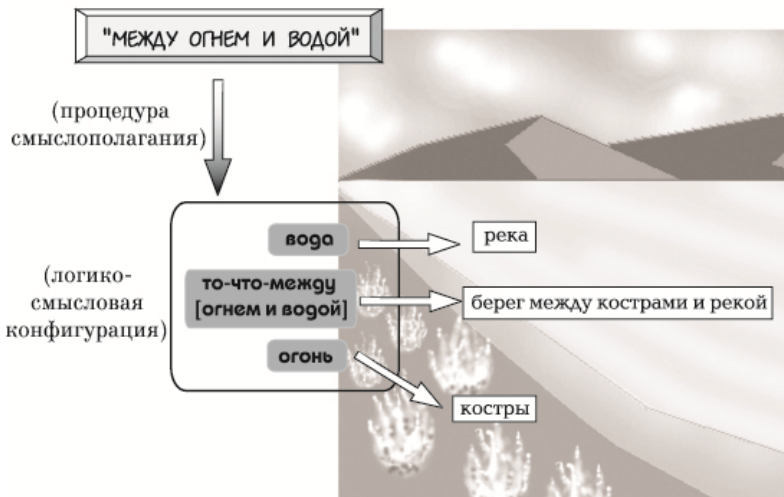 "МЕЖДУ ОГНЕМ И ВОДОЙ"
(процедура
смыслополагания)
вода
река
(логико-
смысловая
конфигурация)
то-что-между
[огнем и водой]
берег между кострами и рекой
огонь
костры